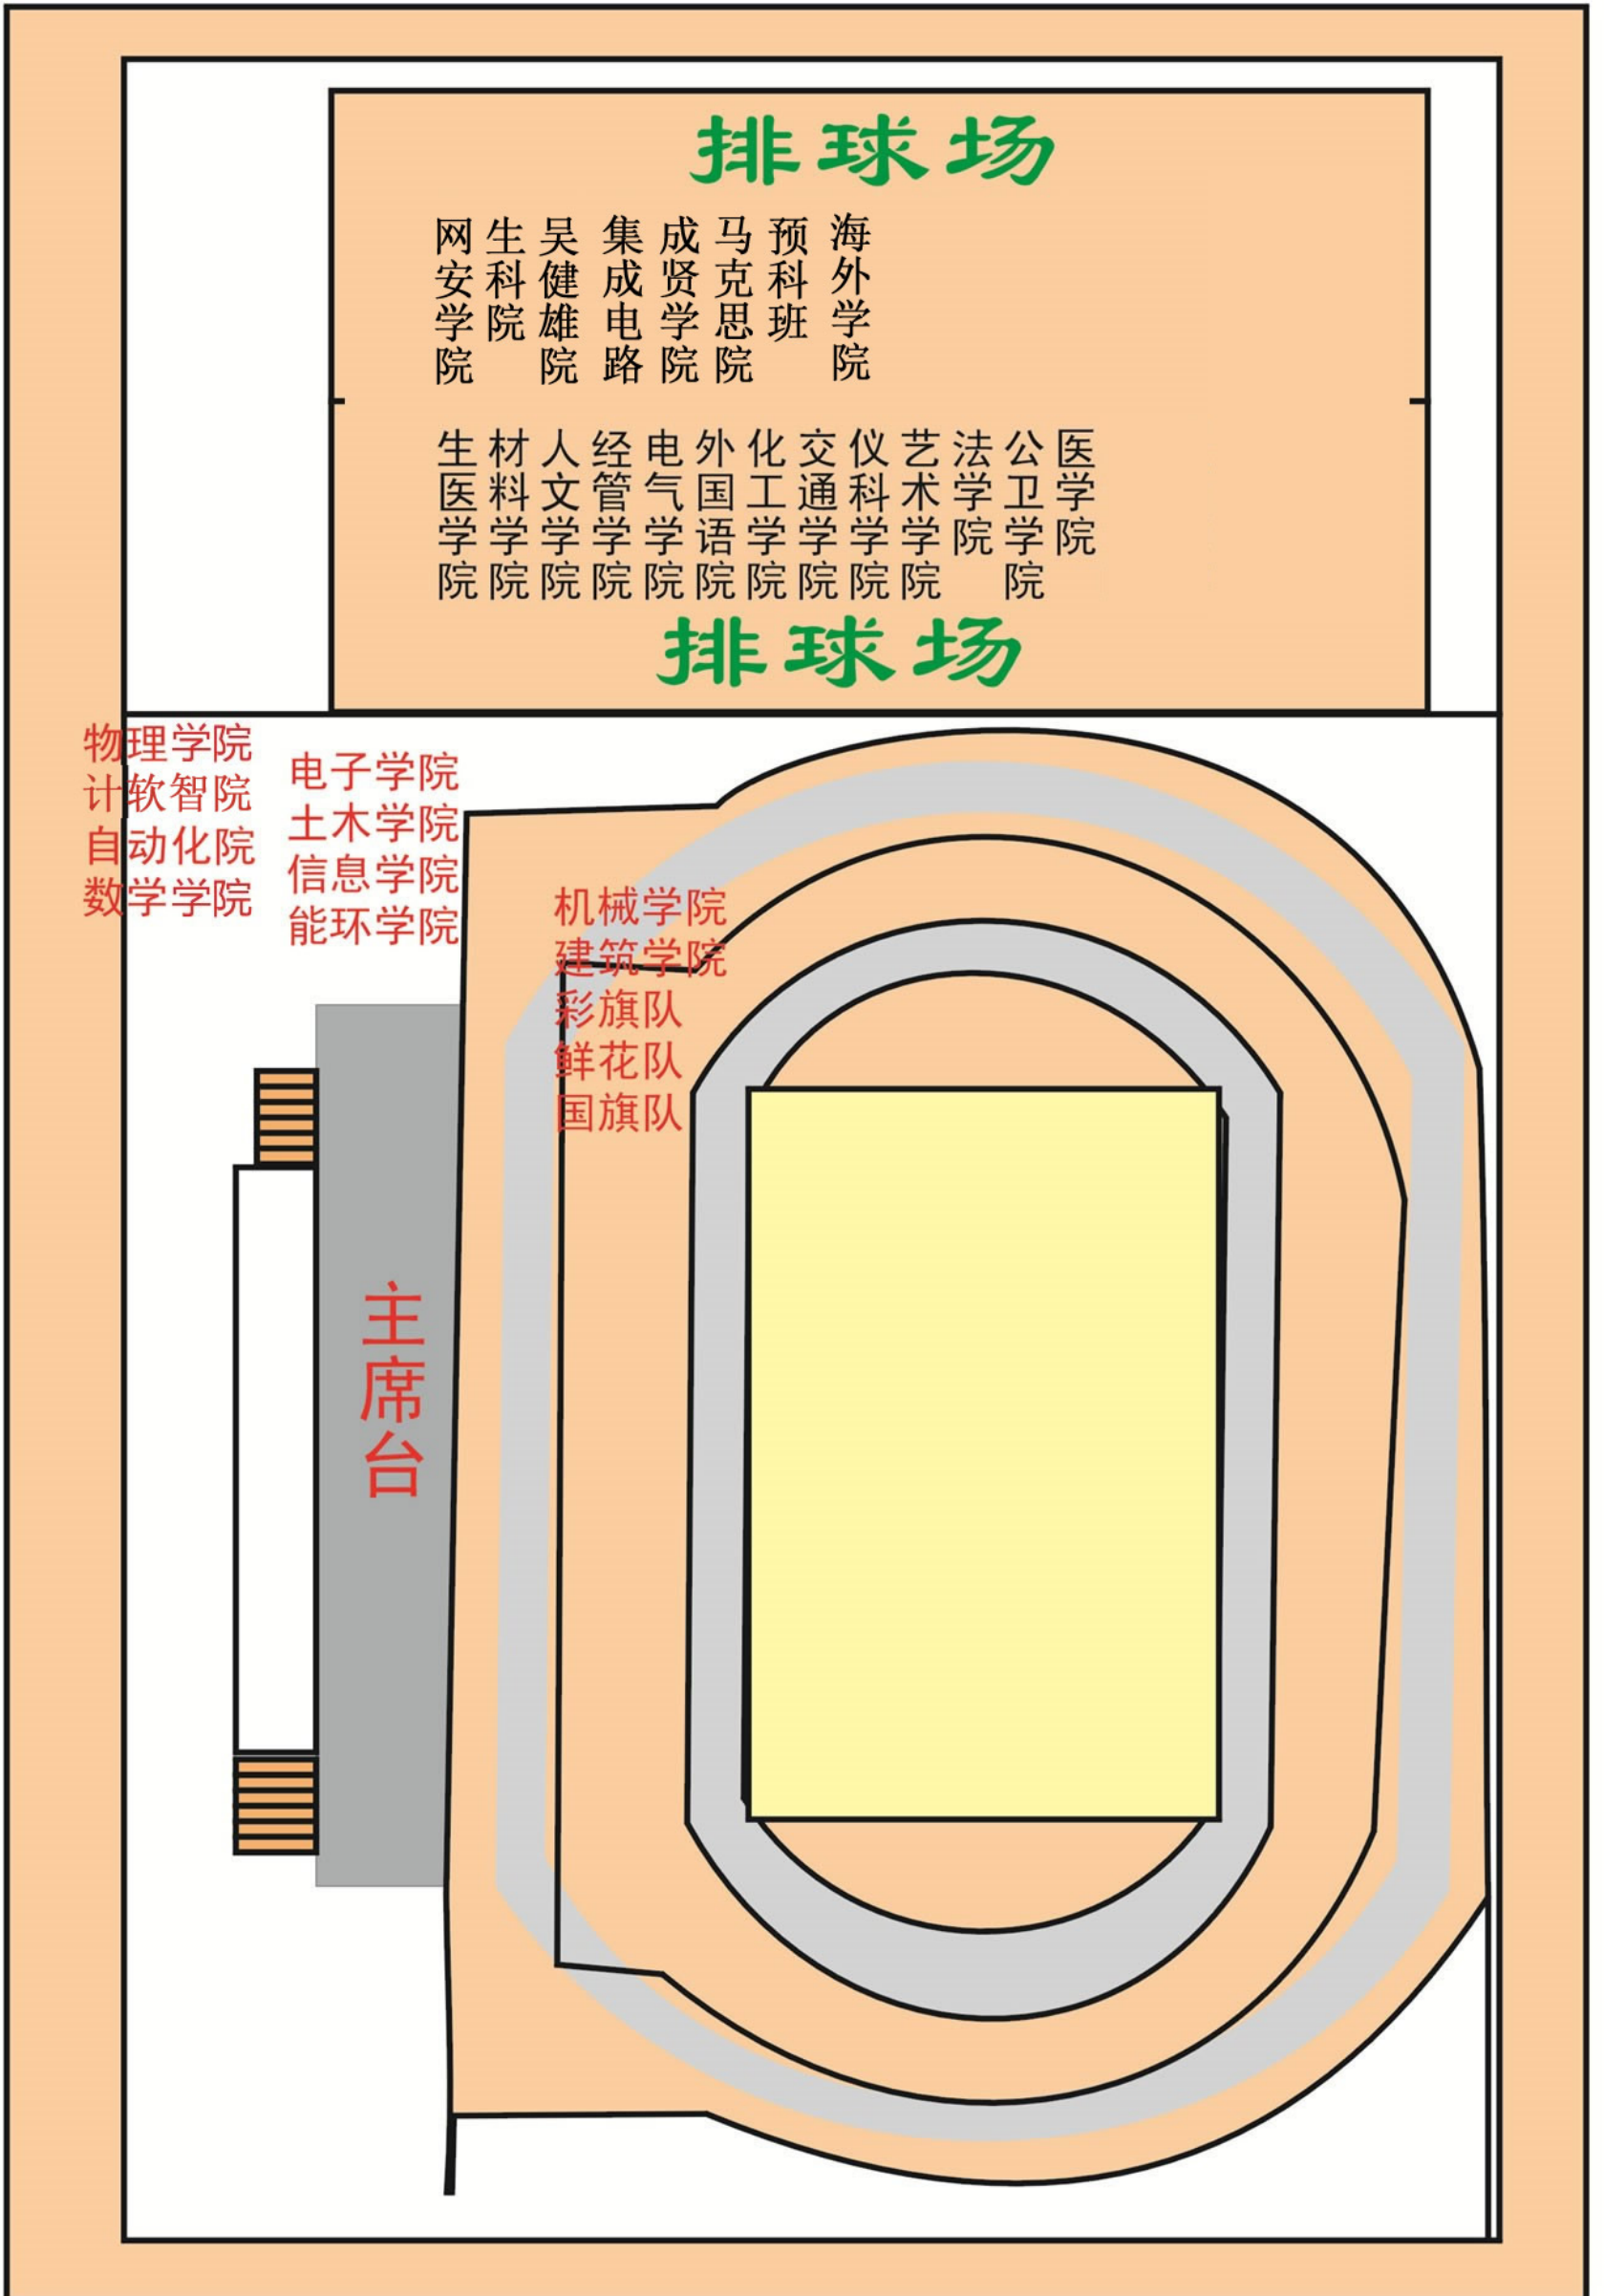 排球场
网安学院
生科院
吴健雄院
集成电路
成贤学院
马克思院
预科班
海外学院
生医学院
材料学院
人文学院
经管学院
电气学院
外国语院
化工学院
交通学院
仪科学院
艺术学院
法学院
公卫学院
医学院
排球场
物理学院
计软智院
自动化院
数学学院
电子学院
土木学院
信息学院
能环学院
机械学院
建筑学院
彩旗队
鲜花队
国旗队
主席台